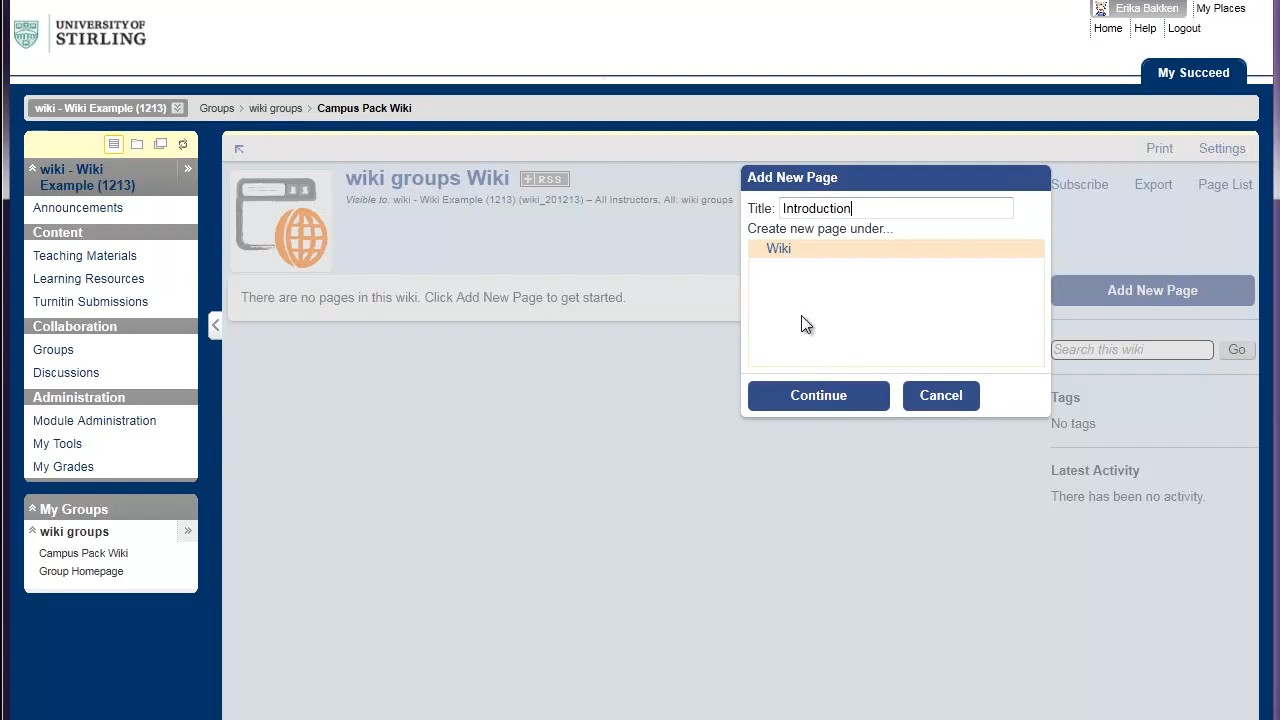 UNIVERSITY OF
STIRLING
Erika Bakken
My Places
Home
Help
Logout
My Succeed
wiki - Wiki Example (1213)
Groups > wiki groups > Campus Pack Wiki
wiki - Wiki
Example (1213)
Announcements
Content
Teaching Materials
Learning Resources
Turnitin Submissions
Collaboration
Groups
Discussions
Administration
Module Administration
My Tools
My Grades
My Groups
wiki groups
Campus Pack Wiki
Group Homepage
Print
Settings
wiki groups Wiki
+ RSS
Visible to: wiki - Wiki Example (1213) (wiki_201213) – All Instructors, All: wiki groups
Subscribe
Export
Page List
There are no pages in this wiki. Click Add New Page to get started.
Add New Page
Title: Introduction
Create new page under...
Wiki
Continue
Cancel
Add New Page
Search this wiki
Go
Tags
No tags
Latest Activity
There has been no activity.